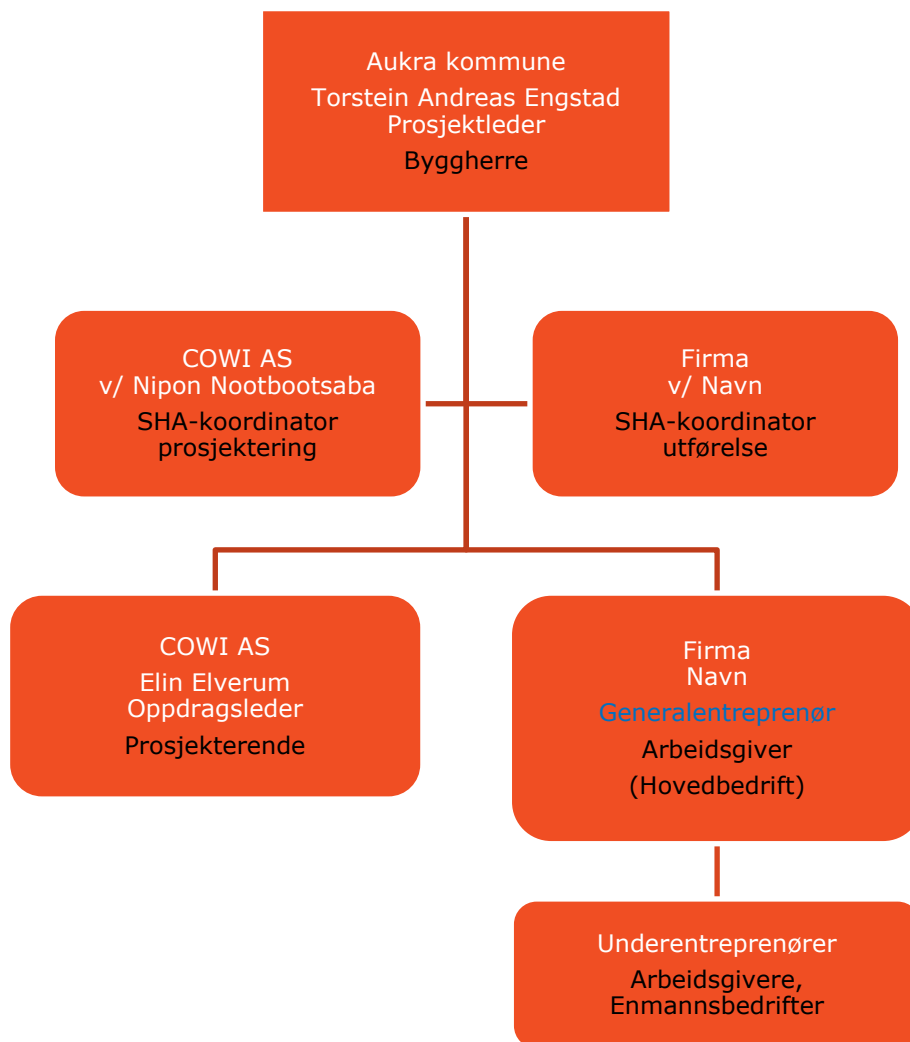 Aukra kommune
Torstein Andreas Engstad
Prosjektleder
Byggherre
COWI AS
v/ Nipon Nootbootsaba
SHA-koordinator
prosjektering
Firma
v/ Navn
SHA-koordinator
utførelse
COWI AS
Elin Elverum
Oppdragsleder
Prosjekterende
Firma
Navn
Generalentreprenør
Arbeidsgiver
(Hovedbedrift)
Underentreprenører
Arbeidsgivere,
Enmannsbedrifter